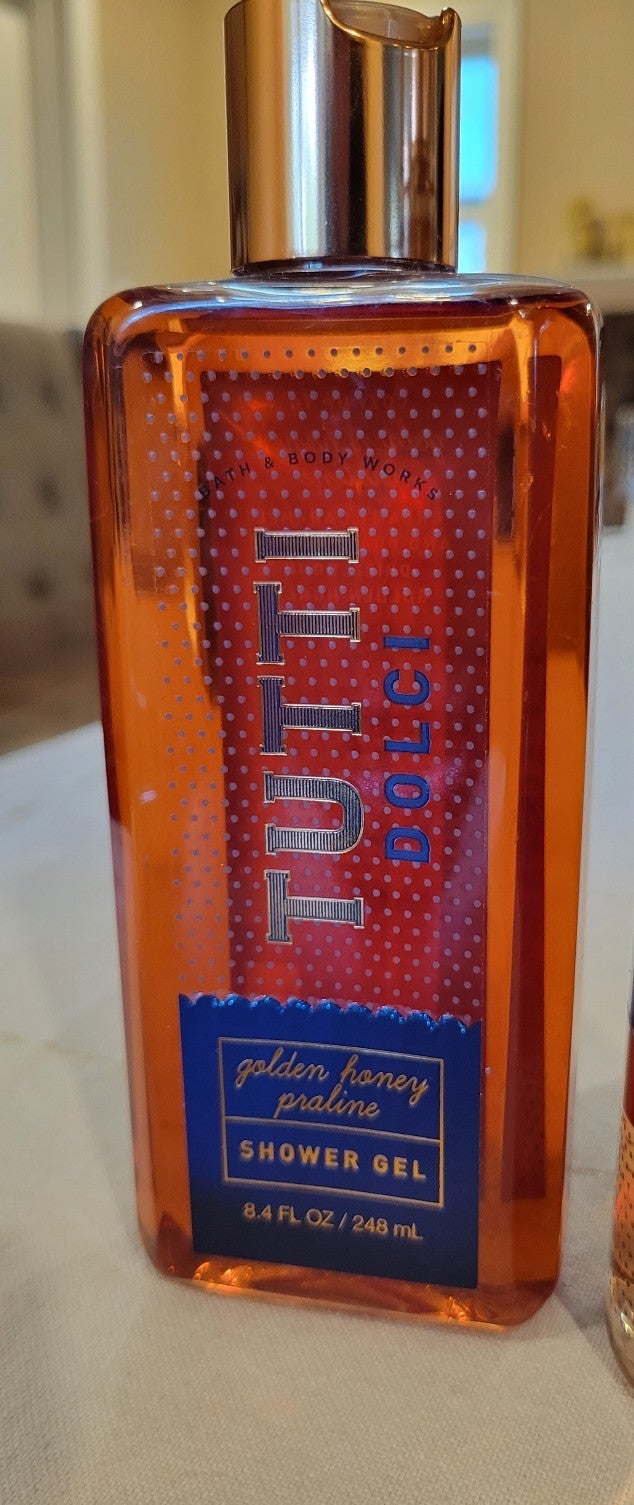 BATH & BODY WORKS
TUTTI
DOLCI
golden honey
praline
SHOWER GEL
8.4 FL OZ / 248 mL